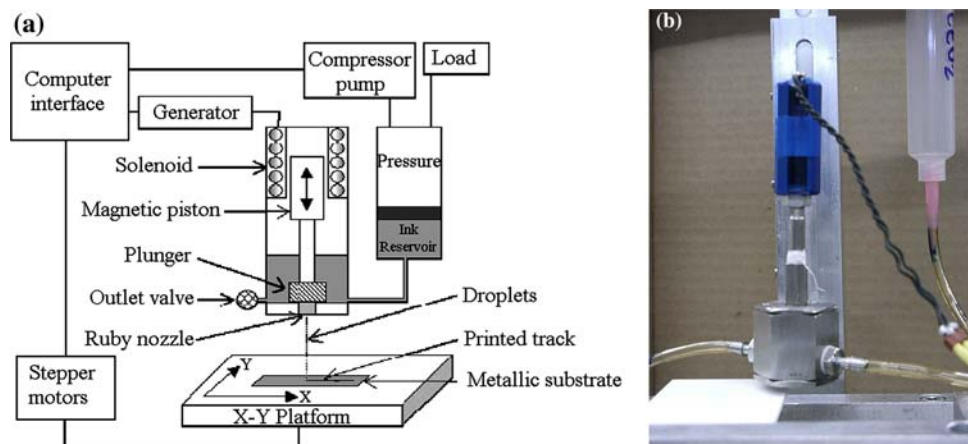 (a)
Computer
interface
Compressor
pump
Load
Generator
Solenoid
Pressure
Magnetic piston
Ink
Reservoir
Plunger
Outlet valve
Droplets
Ruby nozzle
Printed track
Stepper
motors
Y
X
Metallic substrate
X-Y Platform
(b)